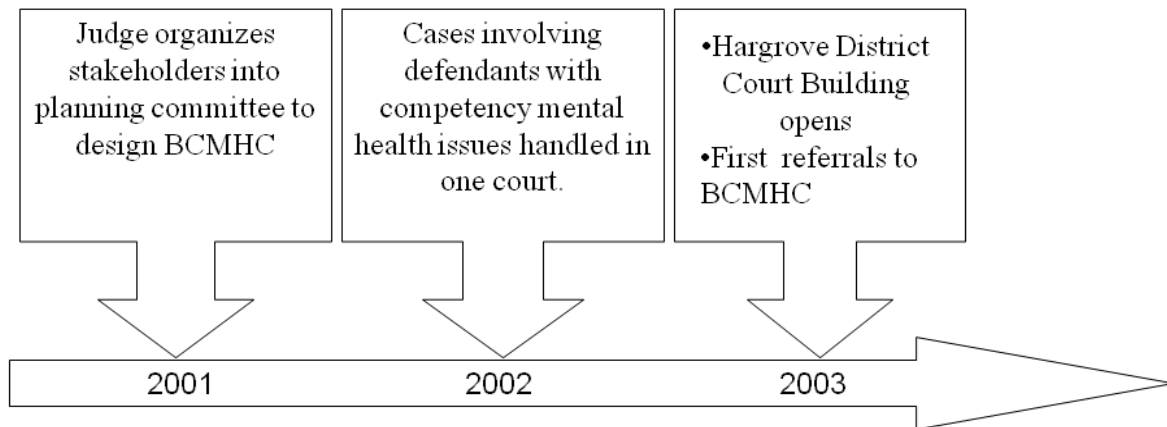 Judge organizes
stakeholders into
planning committee to
design BCMHC
Cases involving
defendants with
competency mental
health issues handled in
one court.
•Hargrove District
Court Building
opens
•First referrals to
BCMHC
2001
2002
2003